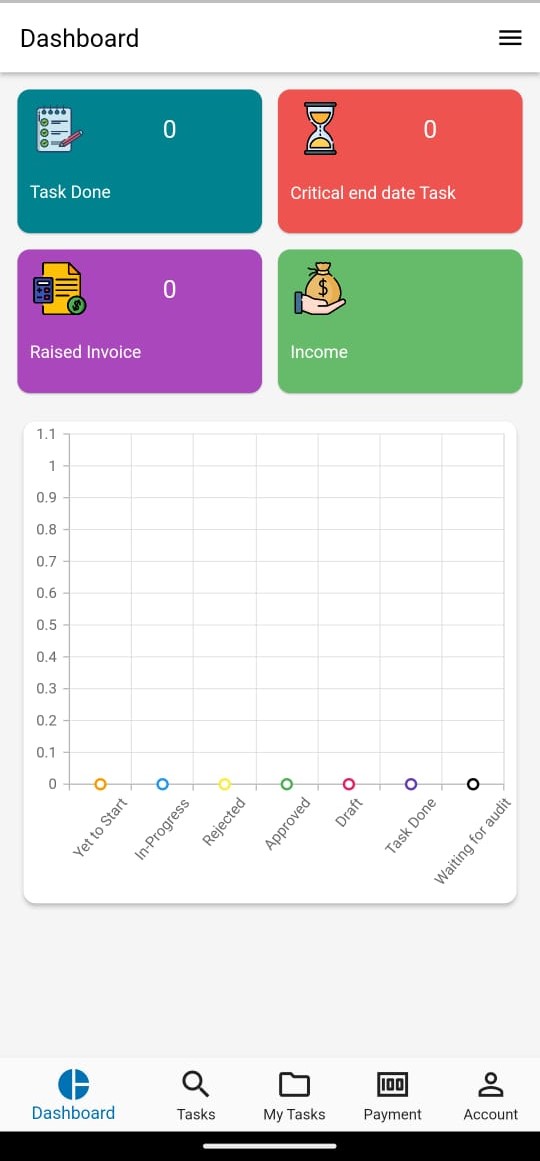 Dashboard
0
Task Done
0
Critical end date Task
0
Raised Invoice
$
Income
1.1
1
0.9
0.8
0.7
0.6
0.5
0.4
0.3
0.2
0.1
0
Yet to Start
In-Progress
Rejected
Approved
Draft
Task Done
Waiting for audit
Dashboard
Tasks
My Tasks
Payment
Account